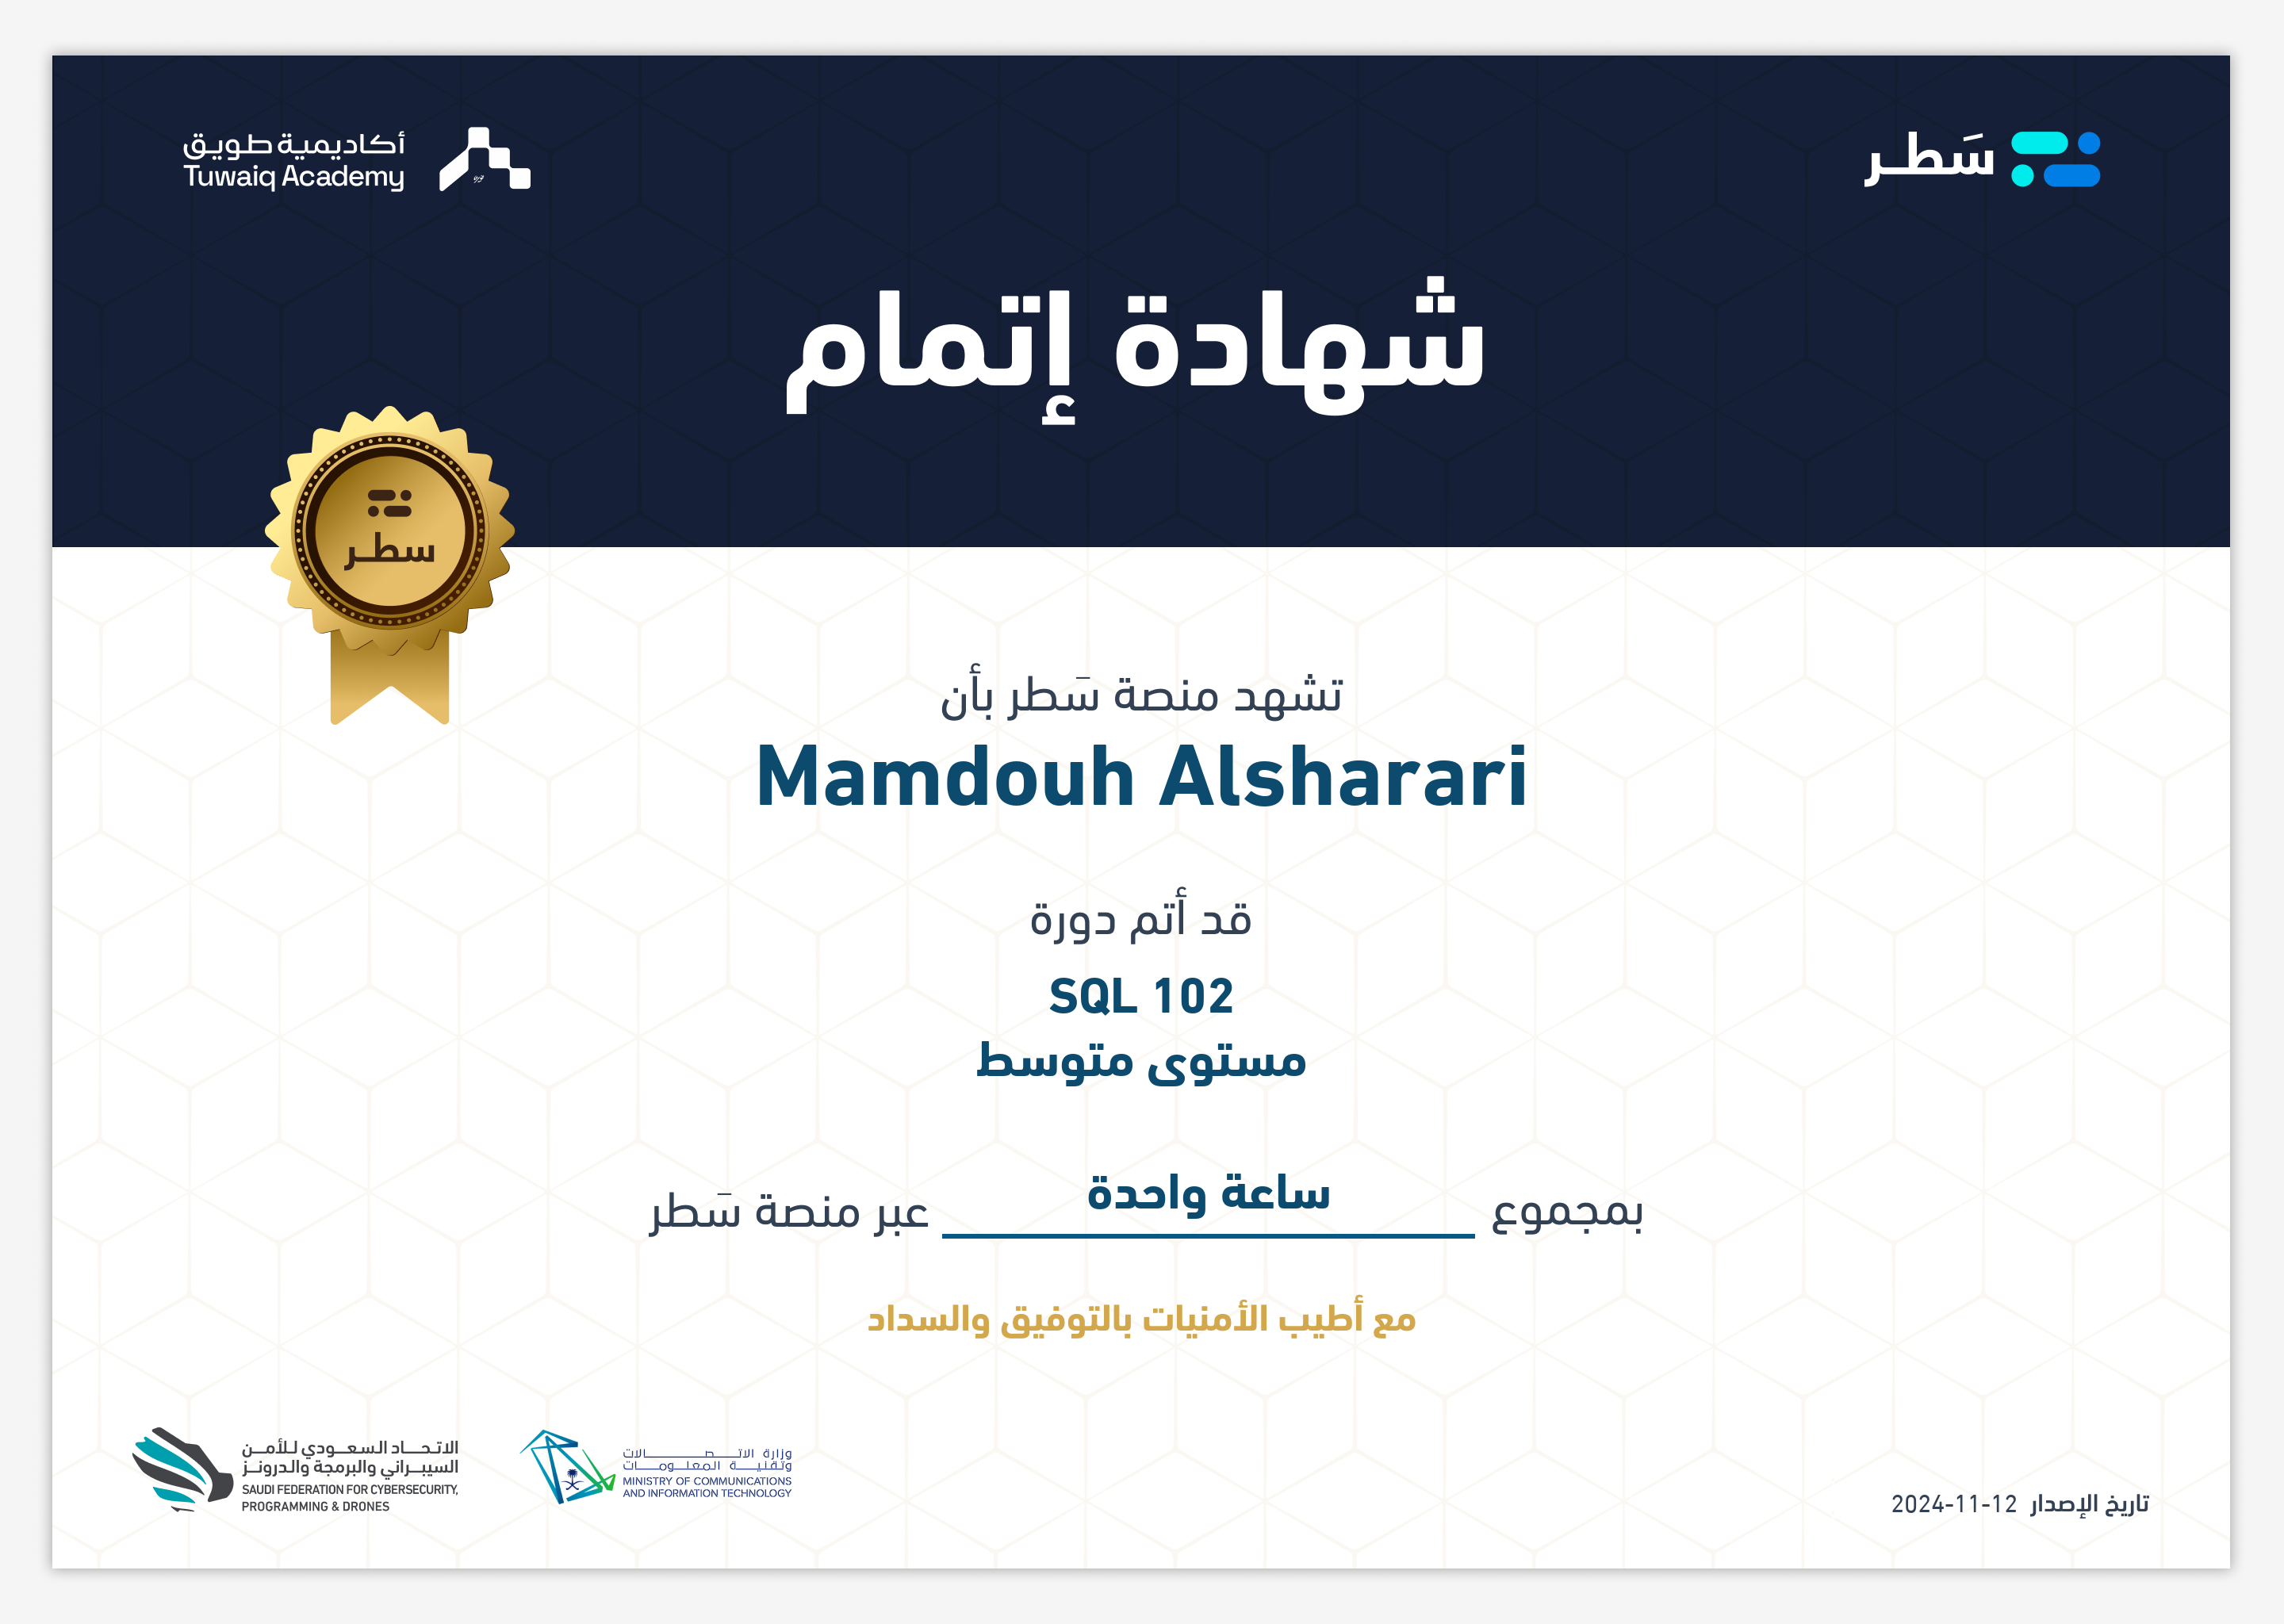 سَطر
أكاديمية طويق
Tuwaiq Academy
شهادة إتمام
سطر
تشهد منصة سَطر بأن
Mamdouh Alsharari
قد أتم دورة
SQL 102
مستوى متوسط
بمجموع ساعة واحدة عبر منصة سَطر
مع أطيب الأمنيات بالتوفيق والسداد
الاتحاد السعودي للأمن
السيبراني والبرمجة والدرونز
SAUDI FEDERATION FOR CYBERSECURITY,
PROGRAMMING & DRONES
وزارة الاتصالات
وتقنية المعلومات
MINISTRY OF COMMUNICATIONS
AND INFORMATION TECHNOLOGY
تاريخ الإصدار 2024-11-12